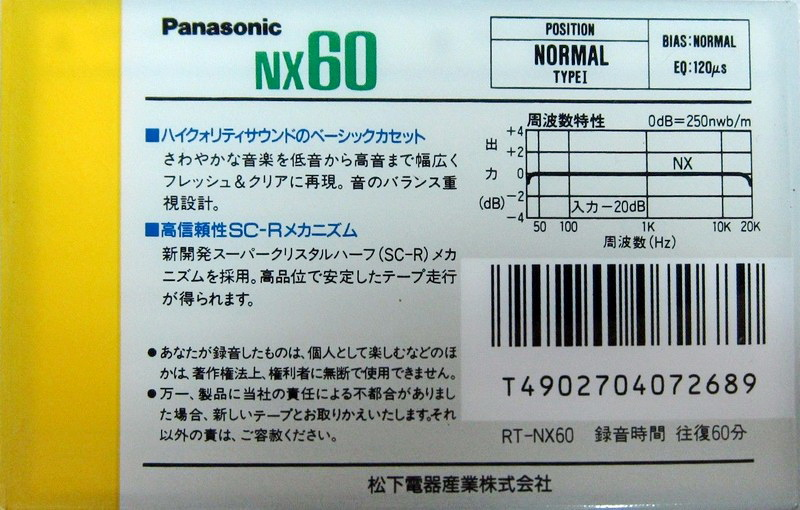 Panasonic
NX60
POSITION
NORMAL
TYPE I
BIAS:NORMAL
EQ:120μs
■ハイクォリティサウンドのベーシックカセット
さわやかな音楽を低音から高音まで幅広く
フレッシュ&クリアに再現。音のバランス重
視設計。
■高信頼性SC-Rメカニズム
新開発スーパークリスタルハーフ(SC-R)メカ
ニズムを採用。高品位で安定したテープ走行
が得られます。
周波数特性 0dB=250nwb/m
出力(dB)
+4
+2
0
-2
-4
NX
入力-20dB
50 100 1K 10K 20K
周波数(Hz)
●あなたが録音したものは、個人として楽しむなどのほ
かは、著作権法上、権利者に無断で使用できません。
●万一、製品に当社の責任による不都合がありまし
た場合、新しいテープとお取りかえいたします。それ
以外の責は、ご容赦ください。
T4902704072689
RT-NX60 録音時間 往復60分
松下電器産業株式会社